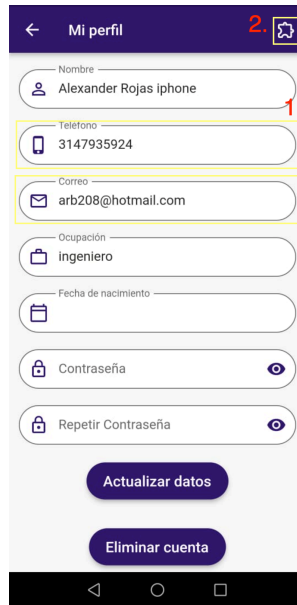 Mi perfil
2.
Nombre
Alexander Rojas iphone
1
Teléfono
3147935924
Correo
arb208@hotmail.com
Ocupación
ingeniero
Fecha de nacimiento
Contraseña
Repetir Contraseña
Actualizar datos
Eliminar cuenta